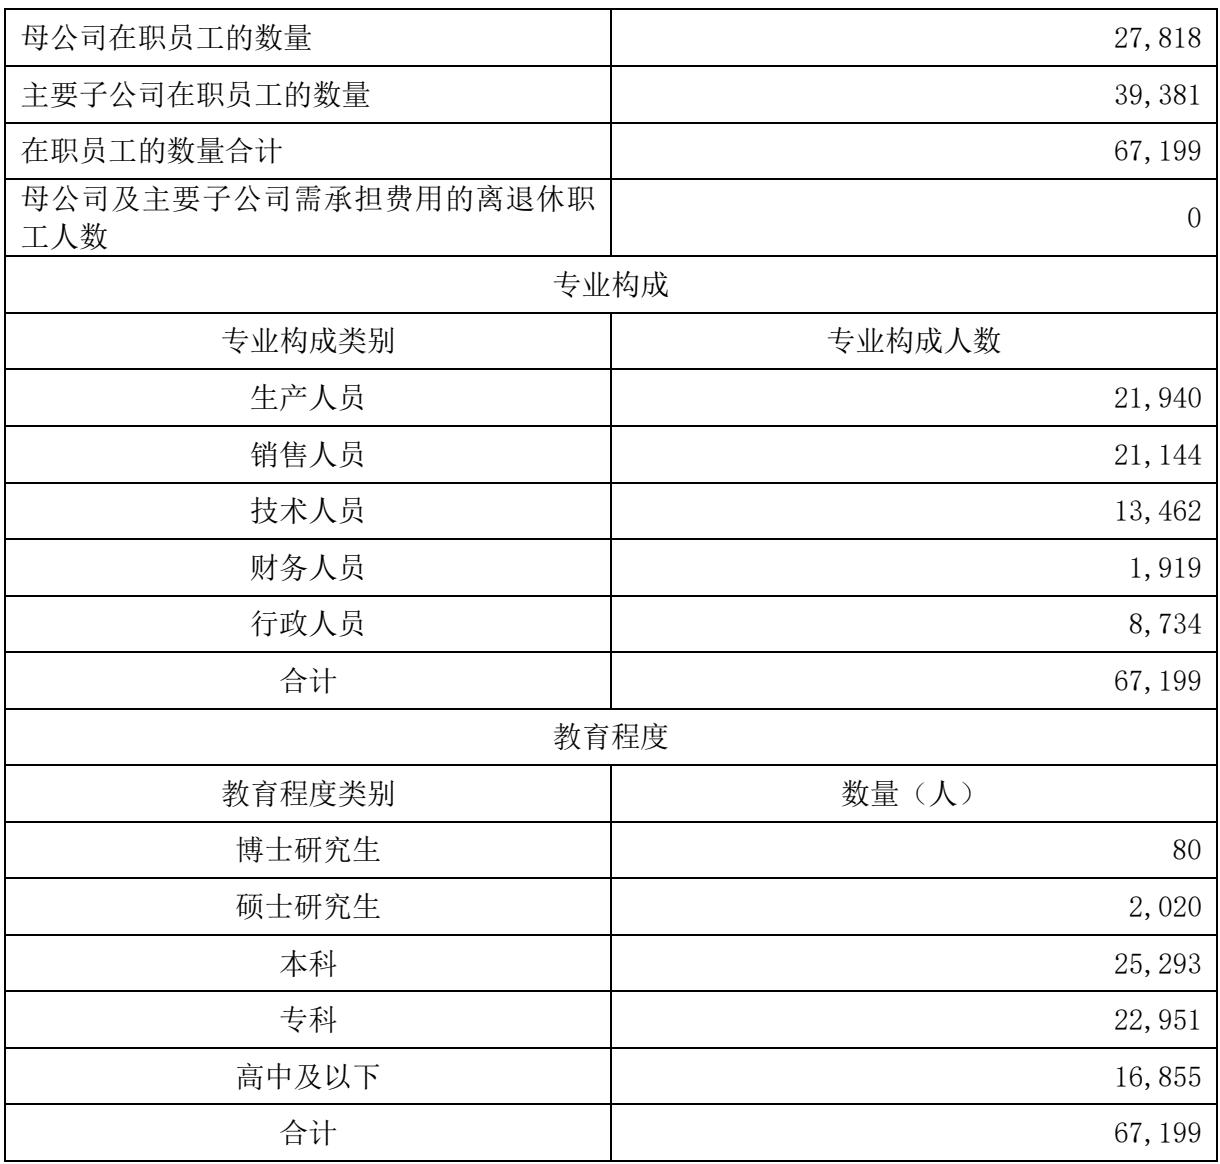 母公司在职员工的数量 27,818
主要子公司在职员工的数量 39,381
在职员工的数量合计 67,199
母公司及主要子公司需承担费用的离退休职
工人数 0
专业构成
专业构成类别 专业构成人数
生产人员 21,940
销售人员 21,144
技术人员 13,462
财务人员 1,919
行政人员 8,734
合计 67,199
教育程度
教育程度类别 数量（人）
博士研究生 80
硕士研究生 2,020
本科 25,293
专科 22,951
高中及以下 16,855
合计 67,199